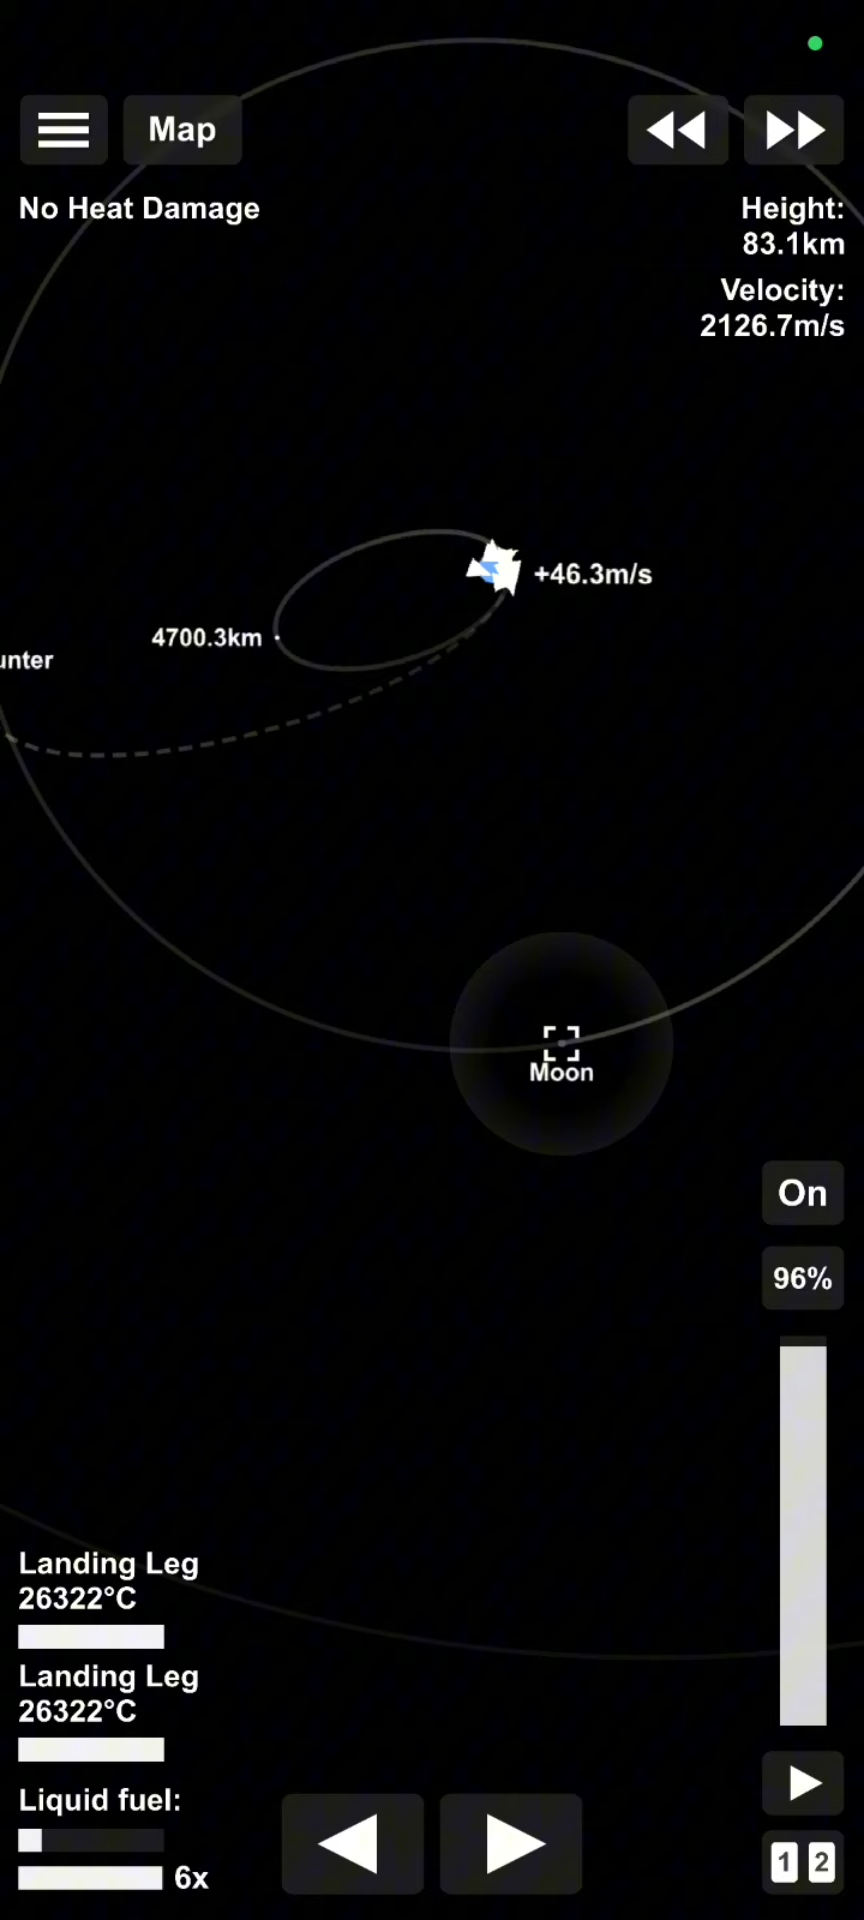 Map
No Heat Damage
Height:
83.1km
Velocity:
2126.7m/s
+46.3m/s
4700.3km
unter
Moon
On
96%
Landing Leg
26322°C
Landing Leg
26322°C
Liquid fuel:
6x
1 2